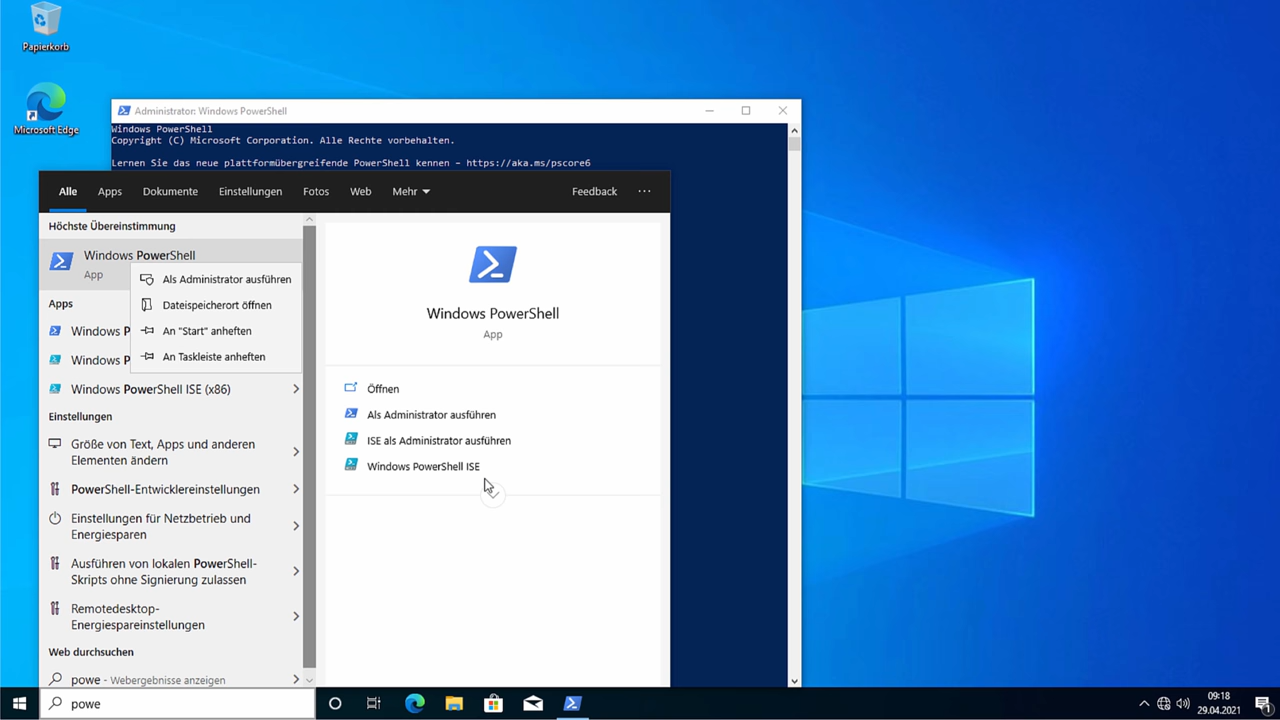 Papierkorb
Microsoft Edge
Administrator: Windows PowerShell
Windows PowerShell
Copyright (C) Microsoft Corporation. Alle Rechte vorbehalten.
Lernen Sie das neue plattformübergreifende PowerShell kennen – https://aka.ms/pscore6
Alle Apps Dokumente Einstellungen Fotos Web Mehr Feedback ...
Höchste Übereinstimmung
Windows PowerShell
App
Als Administrator ausführen
Dateispeicherort öffnen
An "Start" anheften
An Taskleiste anheften
Apps
Windows P
Windows P
Windows PowerShell ISE (x86)
Einstellungen
Größe von Text, Apps und anderen
Elementen ändern
PowerShell-Entwicklereinstellungen
Einstellungen für Netzbetrieb und
Energiesparen
Ausführen von lokalen PowerShell-
Skripts ohne Signierung zulassen
Remotedesktop-
Energiespareinstellungen
Web durchsuchen
powe - Webergebnisse anzeigen
Windows PowerShell
App
Öffnen
Als Administrator ausführen
ISE als Administrator ausführen
Windows PowerShell ISE
powe
09:18
29.04.2021
1